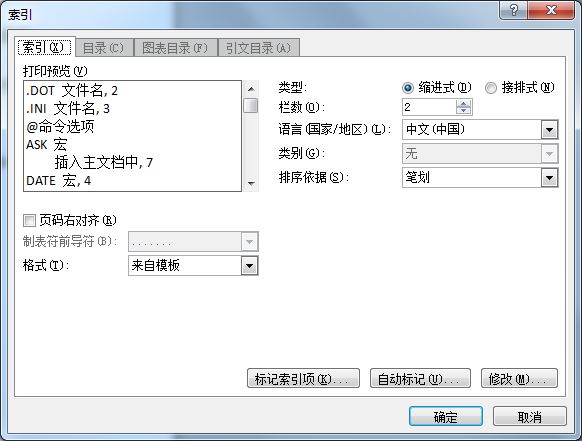 索引
索引(X) 目录(C) 图表目录(F) 引文目录(A)
打印预览(V)
.DOT 文件名, 2
.INI 文件名, 3
@命令选项
ASK 宏
插入主文档中, 7
DATE 宏, 4
类型: 缩进式(D) 接排式(N)
栏数(O): 2
语言(国家/地区)(L): 中文(中国)
类别(G): 无
排序依据(S): 笔划
页码右对齐(R)
制表符前导符(B): .......
格式(T): 来自模板
标记索引项(K)... 自动标记(U)... 修改(M)...
确定 取消